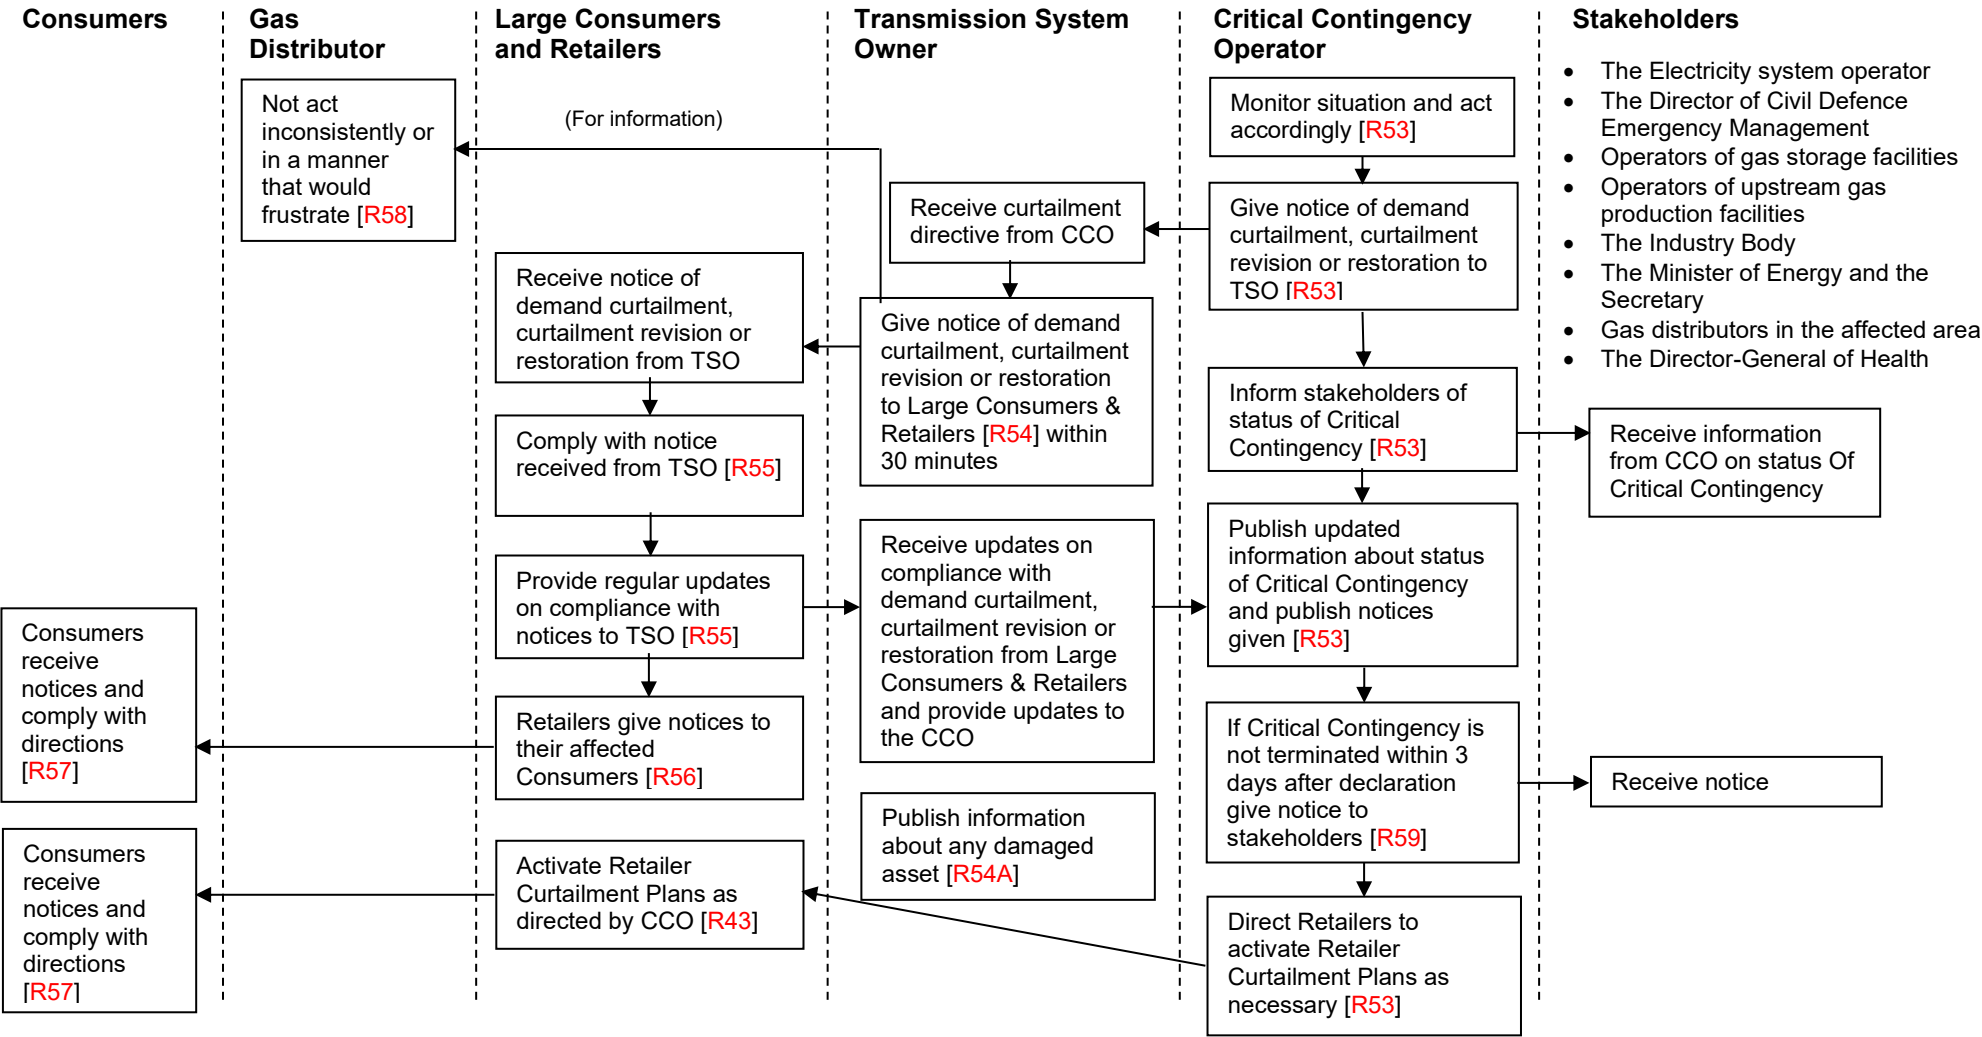 Consumers
Gas
Distributor
Large Consumers
and Retailers
Transmission System
Owner
Critical Contingency
Operator
Stakeholders
Not act
inconsistently or
in a manner
that would
frustrate [R58]
(For information)
Receive notice of
demand curtailment,
curtailment revision or
restoration from TSO
Comply with notice
received from TSO [R55]
Provide regular updates
on compliance with
notices to TSO [R55]
Retailers give notices to
their affected
Consumers [R56]
Activate Retailer
Curtailment Plans as
directed by CCO [R43]
Consumers
receive
notices and
comply with
directions
[R57]
Consumers
receive
notices and
comply with
directions
[R57]
Receive curtailment
directive from CCO
Give notice of demand
curtailment, curtailment
revision or restoration
to Large Consumers &
Retailers [R54] within
30 minutes
Receive updates on
compliance with
demand curtailment,
curtailment revision or
restoration from Large
Consumers & Retailers
and provide updates to
the CCO
Publish information
about any damaged
asset [R54A]
Monitor situation and act
accordingly [R53]
Give notice of demand
curtailment, curtailment
revision or restoration to
TSO [R53]
Inform stakeholders of
status of Critical
Contingency [R53]
Publish updated
information about status
of Critical Contingency
and publish notices
given [R53]
If Critical Contingency is
not terminated within 3
days after declaration
give notice to
stakeholders [R59]
Direct Retailers to
activate Retailer
Curtailment Plans as
necessary [R53]
• The Electricity system operator
• The Director of Civil Defence
Emergency Management
• Operators of gas storage facilities
• Operators of upstream gas
production facilities
• The Industry Body
• The Minister of Energy and the
Secretary
• Gas distributors in the affected area
• The Director-General of Health
Receive information
from CCO on status Of
Critical Contingency
Receive notice